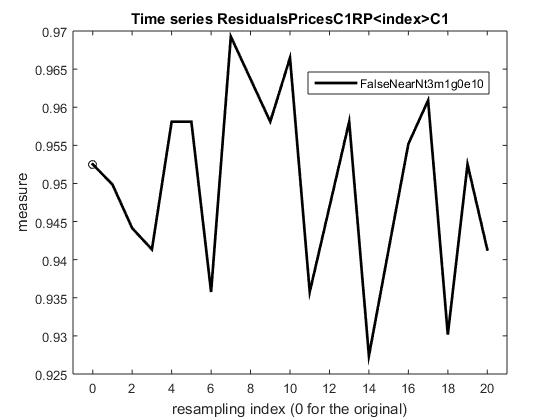 Time series ResidualsPricesC1RP<index>C1
0.97
0.965
0.96
0.955
0.95
0.945
0.94
0.935
0.93
0.925
measure
FalseNearNt3m1g0e10
0 2 4 6 8 10 12 14 16 18 20
resampling index (0 for the original)